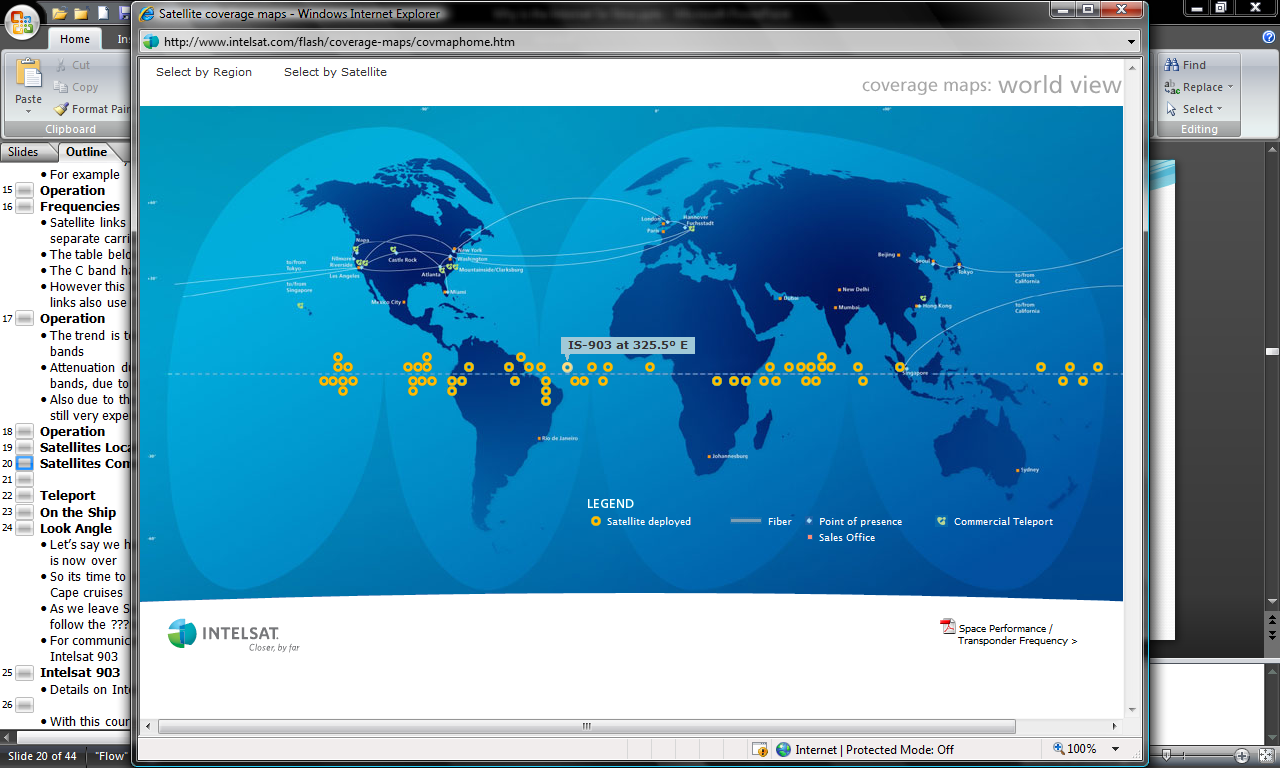 Satellite coverage maps - Windows Internet Explorer
http://www.intelsat.com/flash/coverage-maps/covmaphome.htm
Home
Cut
Copy
Format Pain
Paste
Clipboard
Find
Replace
Select
Editing
Slides
Outline
For example
15 Operation
16 Frequencies
Satellite links
separate carri
The table belo
The C band ha
However this
links also use
17 Operation
The trend is to
bands
Attenuation de
bands, due to
Also due to th
still very expe
18 Operation
19 Satellites Loca
20 Satellites Con
21
22 Teleport
23 On the Ship
24 Look Angle
Let's say we h
is now over
So its time to
Cape cruises
As we leave S
follow the ????
For communic
Intelsat 903
25 Intelsat 903
Details on Inte
26
With this cour
Slide 20 of 44
"Flow"
Select by Region
Select by Satellite
coverage maps: world view
London
Paris
Hannover
Fuchsstadt
Napa
Castle Rock
New York
Washington
Fillmore
Riverside
Los Angeles
Atlanta
Mountainside/Clarksburg
Miami
Mexico City
to/from
Tokyo
to/from
Singapore
Beijing
Seoul
Tokyo
to/from
California
New Delhi
Dubai
Mumbai
Hong Kong
to/from
California
IS-903 at 325.5º E
Singapore
Rio de Janeiro
Johannesburg
Sydney
LEGEND
Satellite deployed
Fiber
Point of presence
Commercial Teleport
Sales Office
INTELSAT
Closer, by far
Space Performance /
Transponder Frequency >
Internet | Protected Mode: Off
100%